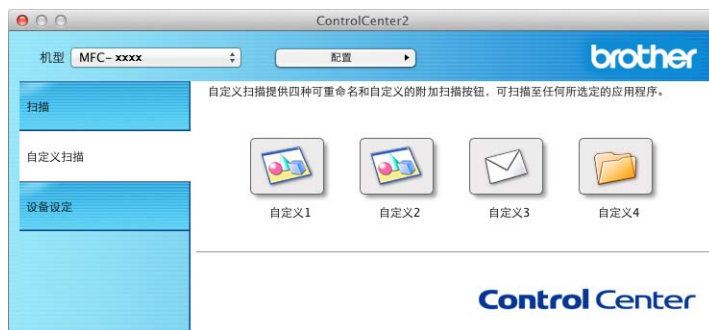 ControlCenter2
机型 MFC-xxxx 配置 brother
扫描
自定义扫描提供四种可重命名和自定义的附加扫描按钮，可扫描至任何所选定的应用程序。
自定义扫描
设备设定
自定义1 自定义2 自定义3 自定义4
Control Center